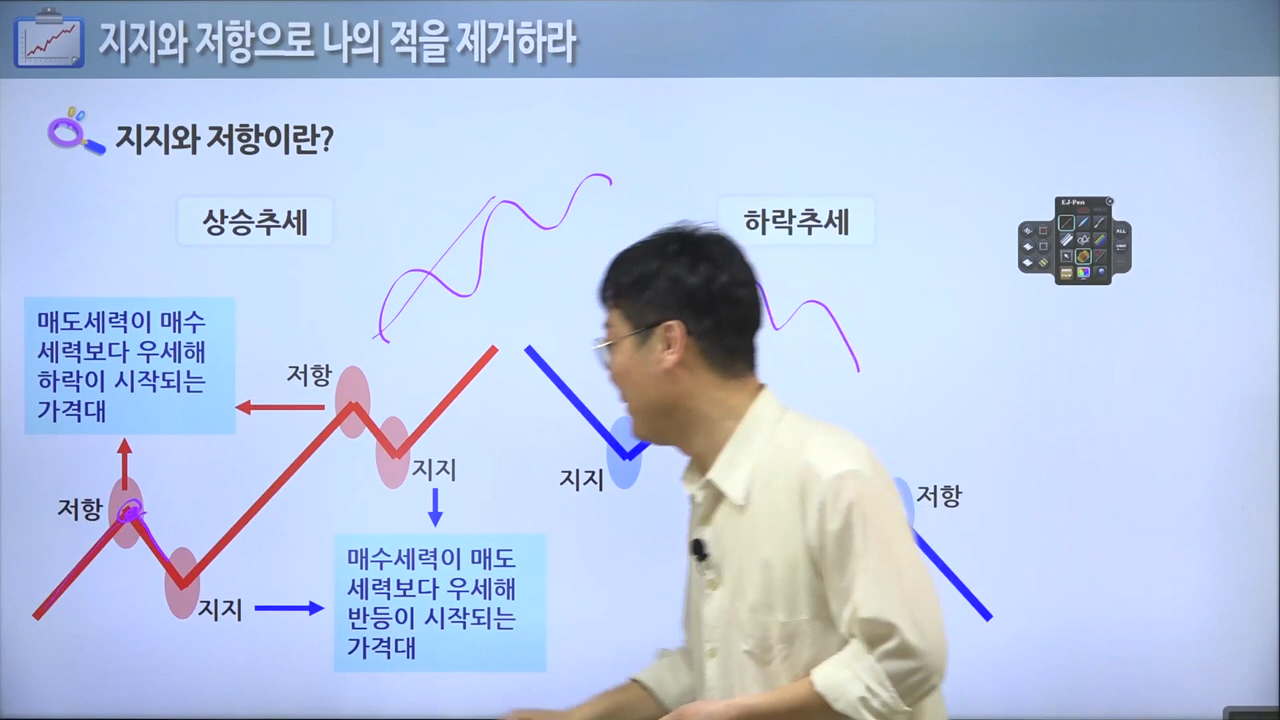 지지와 저항으로 나의 적을 제거하라
지지와 저항이란?
상승추세
하락추세
EJ-Pen
ALL
매도세력이 매수
세력보다 우세해
하락이 시작되는
가격대
저항
지지
지지
저항
저항
지지
매수세력이 매도
세력보다 우세해
반등이 시작되는
가격대